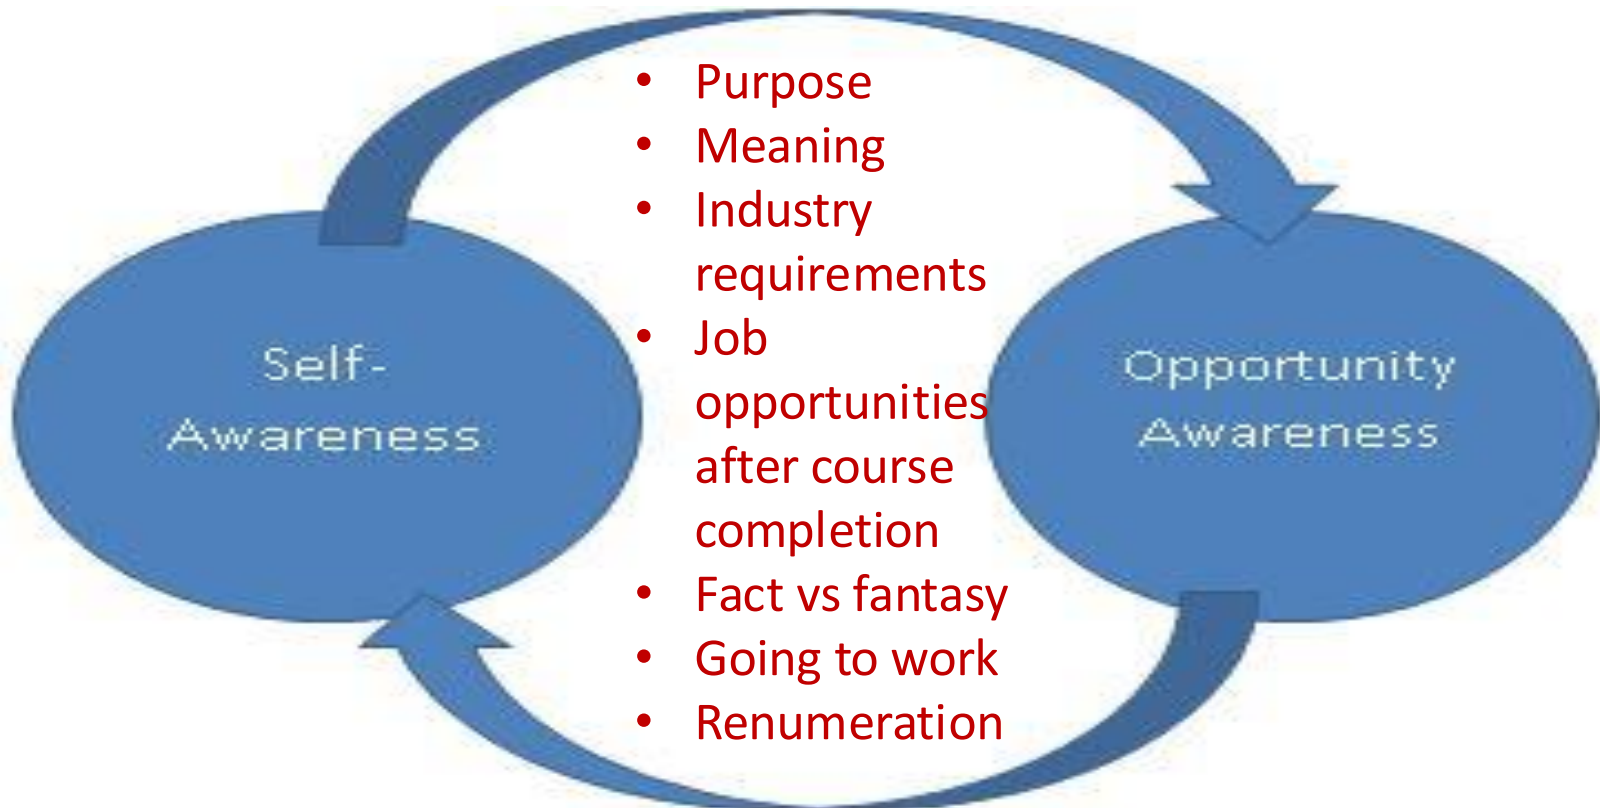 Self-
Awareness
• Purpose
• Meaning
• Industry
requirements
• Job
opportunities
after course
completion
• Fact vs fantasy
• Going to work
• Renumeration
Opportunity
Awareness